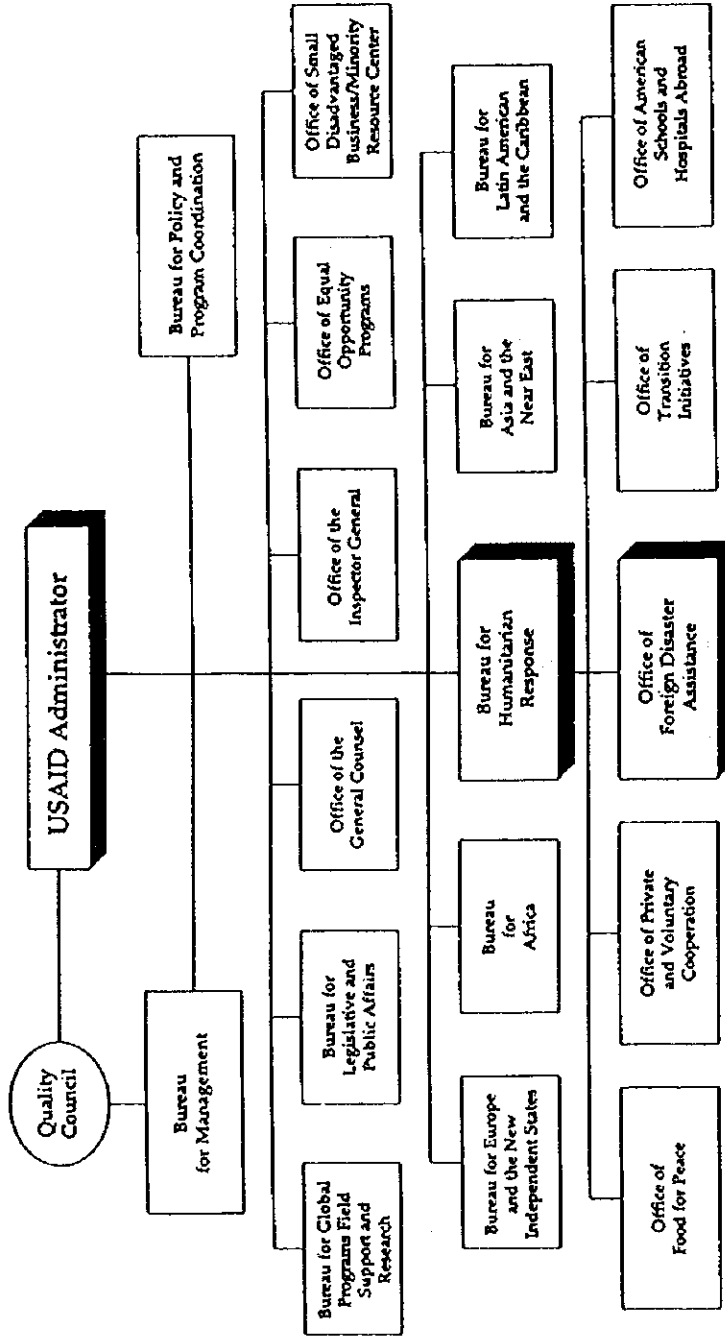 USAID Administrator
Quality
Council
Bureau
for Management
Bureau for Policy and
Program Coordination
Bureau for Global
Programs Field
Support and
Research
Bureau for
Legislative and
Public Affairs
Office of the
General Counsel
Office of the
Inspector General
Office of Equal
Opportunity
Programs
Office of Small
Disadvantaged
Business/Minority
Resource Center
Bureau for Europe
and the New
Independent States
Bureau
for
Africa
Bureau for
Humanitarian
Response
Bureau for
Asia and the
Near East
Bureau for
Latin American
and the Caribbean
Office of
Food for Peace
Office of Private
and Voluntary
Cooperation
Office of
Foreign Disaster
Assistance
Office of
Transition
Initiatives
Office of American
Schools and
Hospitals Abroad